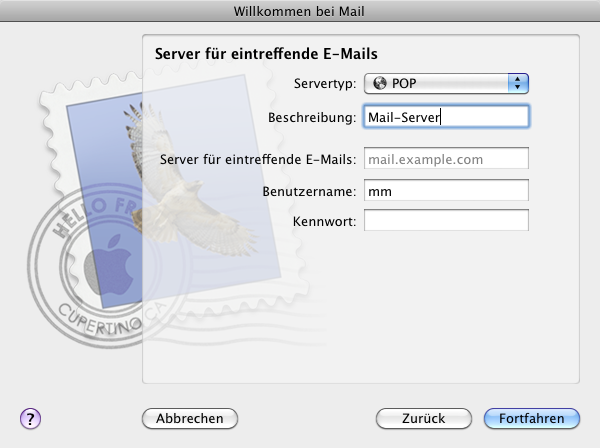 Willkommen bei Mail
Server für eintreffende E-Mails
Servertyp: POP
Beschreibung: Mail-Server
Server für eintreffende E-Mails: mail.example.com
Benutzername: mm
Kennwort:
HELLO FR
CUPERTINO CA
?
Abbrechen Zurück Fortfahren